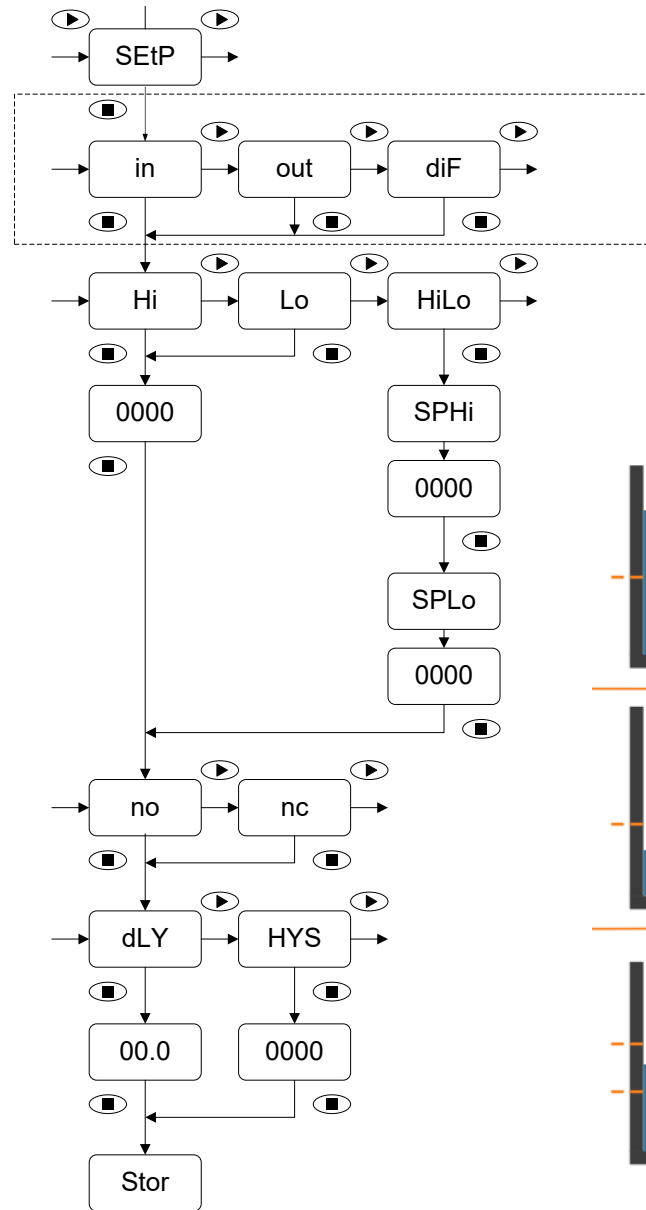 SEtP
in out diF
Hi Lo HiLo
0000 SPHi
0000
SPLo
0000
no nc
dLY HYS
00.0 0000
Stor